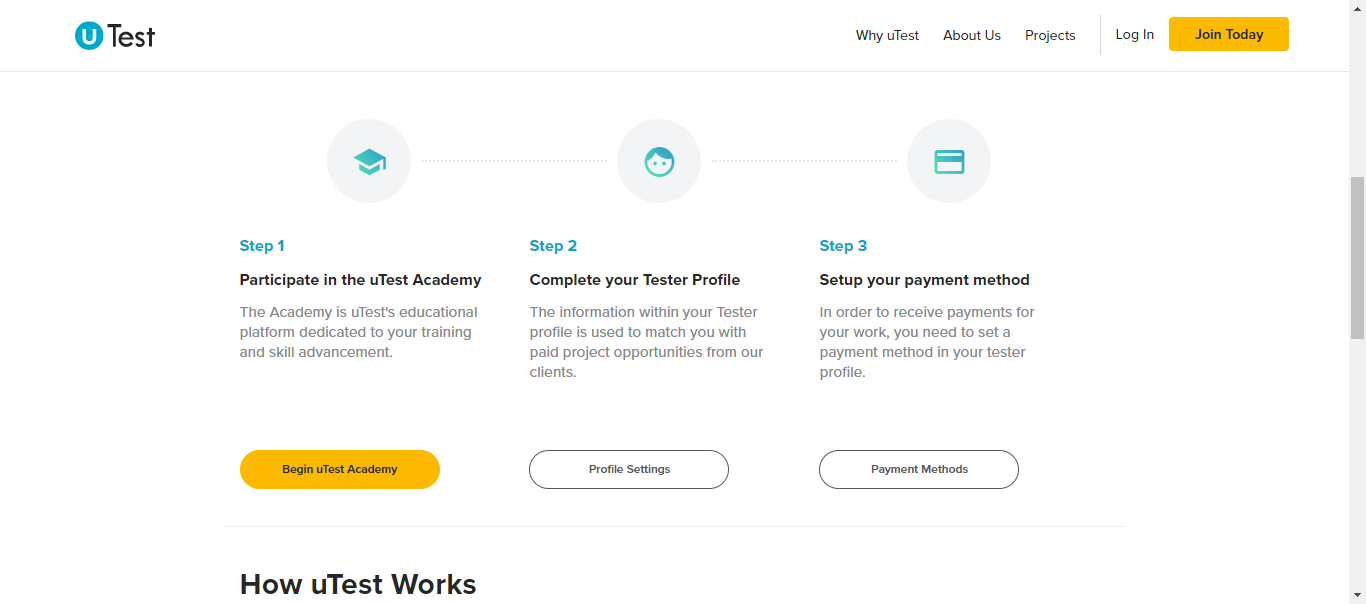 uTest
Why uTest
About Us
Projects
Log In
Join Today
Step 1
Participate in the uTest Academy
The Academy is uTest's educational
platform dedicated to your training
and skill advancement.
Begin uTest Academy
Step 2
Complete your Tester Profile
The information within your Tester
profile is used to match you with
paid project opportunities from our
clients.
Profile Settings
Step 3
Setup your payment method
In order to receive payments for
your work, you need to set a
payment method in your tester
profile.
Payment Methods
How uTest Works